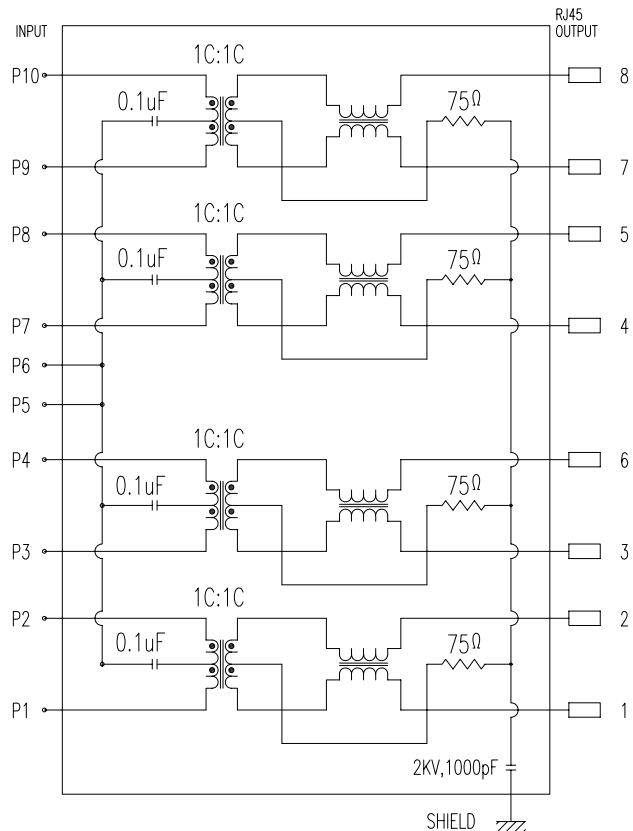 INPUT
RJ45
OUTPUT
1C:1C
P10
0.1uF
75Ω
8
P9
7
1C:1C
P8
0.1uF
75Ω
5
P7
4
P6
P5
1C:1C
P4
0.1uF
75Ω
6
P3
3
1C:1C
P2
0.1uF
75Ω
2
P1
1
2KV,1000pF
SHIELD